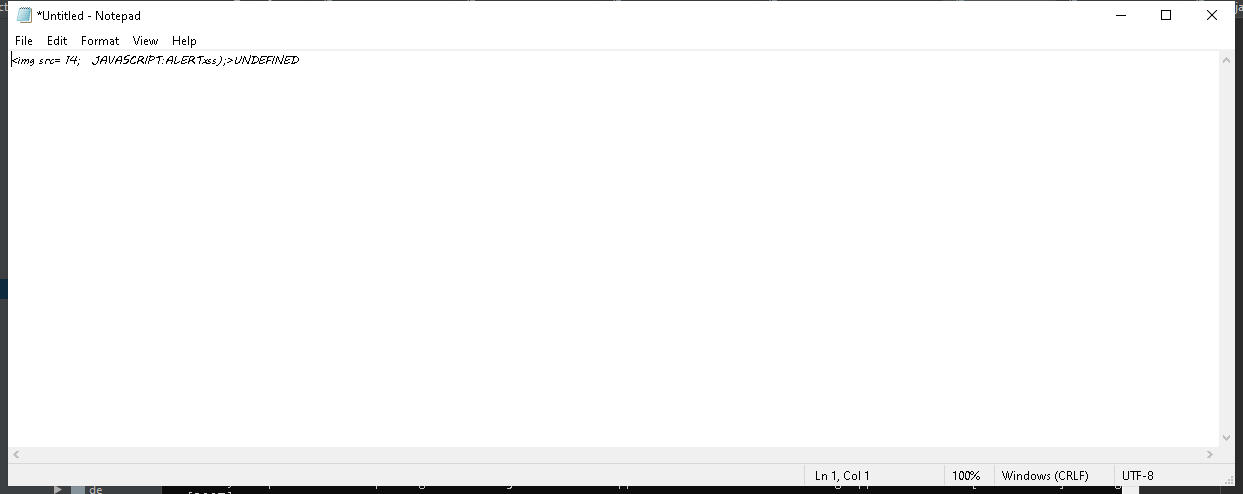 *Untitled - Notepad
File Edit Format View Help
<img src= 14;   JAVASCRIPT:ALERTxss);>UNDEFINED
Ln 1, Col 1 100% Windows (CRLF) UTF-8
de